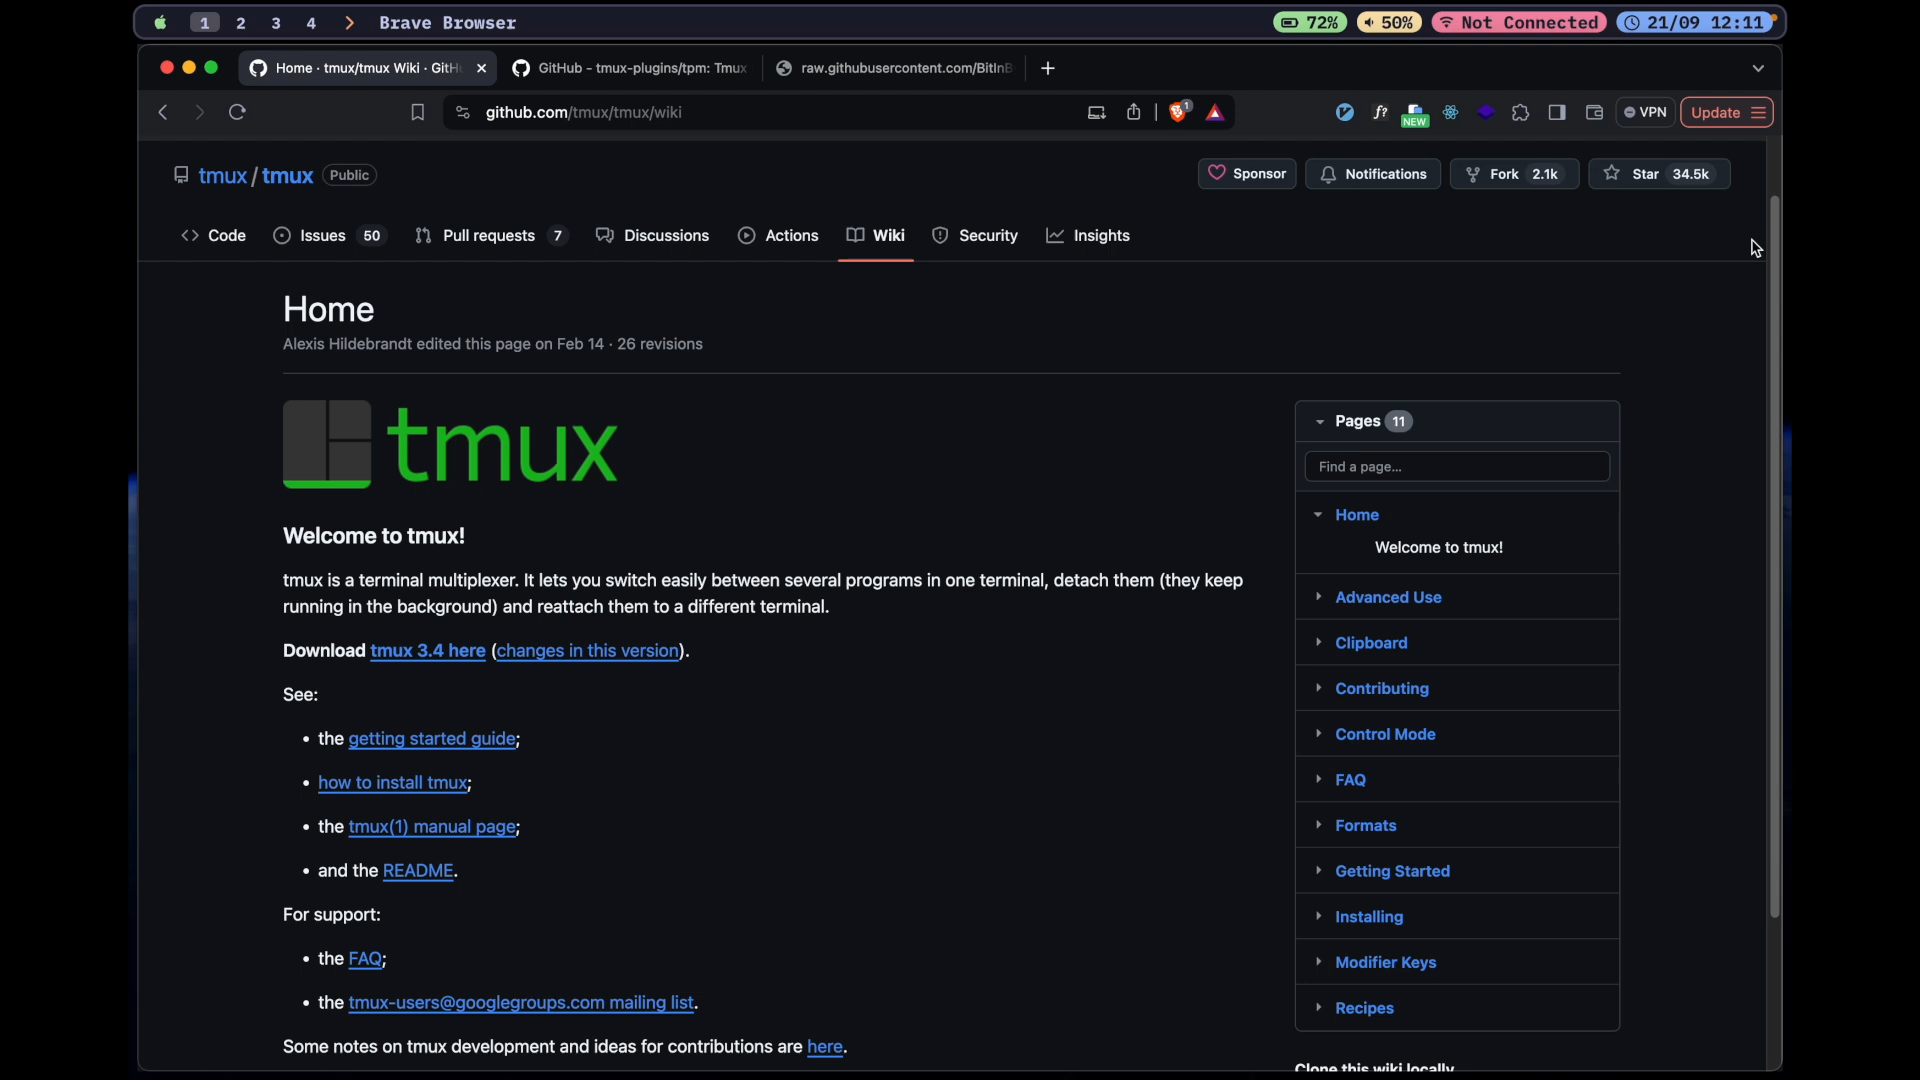 1 2 3 4 > Brave Browser 72% 50% Not Connected 21/09 12:11
Home · tmux/tmux Wiki · GitH GitHub - tmux-plugins/tpm: Tmux raw.githubusercontent.com/BitInB
github.com/tmux/tmux/wiki 1 f? NEW VPN Update
tmux / tmux Public Sponsor Notifications Fork 2.1k Star 34.5k
Code Issues 50 Pull requests 7 Discussions Actions Wiki Security Insights
Home
Alexis Hildebrandt edited this page on Feb 14 · 26 revisions
tmux
Welcome to tmux!
tmux is a terminal multiplexer. It lets you switch easily between several programs in one terminal, detach them (they keep
running in the background) and reattach them to a different terminal.
Download tmux 3.4 here (changes in this version).
See:
• the getting started guide;
• how to install tmux;
• the tmux(1) manual page;
• and the README.
For support:
• the FAQ;
• the tmux-users@googlegroups.com mailing list.
Some notes on tmux development and ideas for contributions are here.
Pages 11
Find a page...
Home
Welcome to tmux!
Advanced Use
Clipboard
Contributing
Control Mode
FAQ
Formats
Getting Started
Installing
Modifier Keys
Recipes
Clone this wiki locally